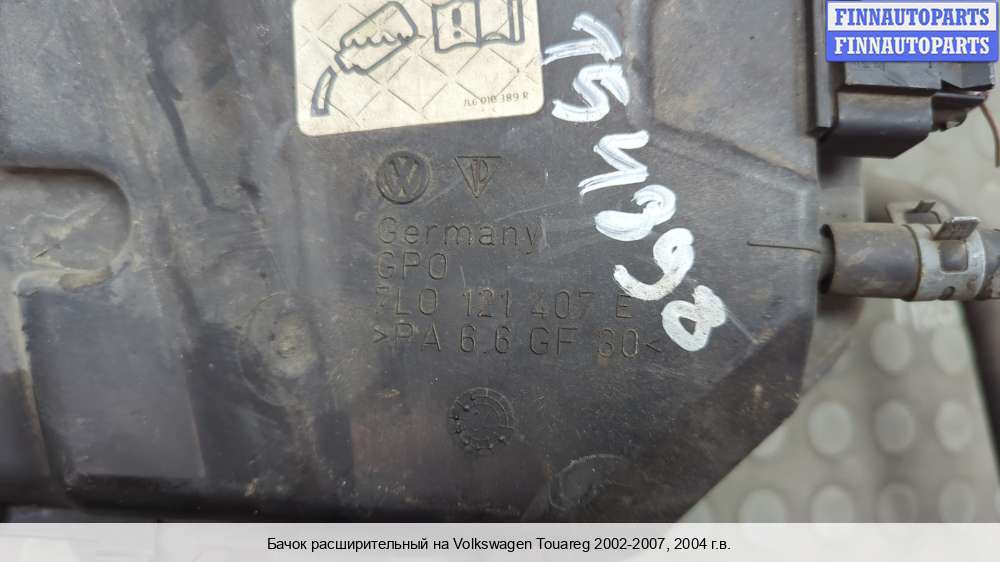 FINNAUTOPARTS
FINNAUTOPARTS
7L6 010 189 R
Germany
GPO
7L0 121 407 E
>PA 6.6 GF 30<
Бачок расширительный на Volkswagen Touareg 2002-2007, 2004 г.в.